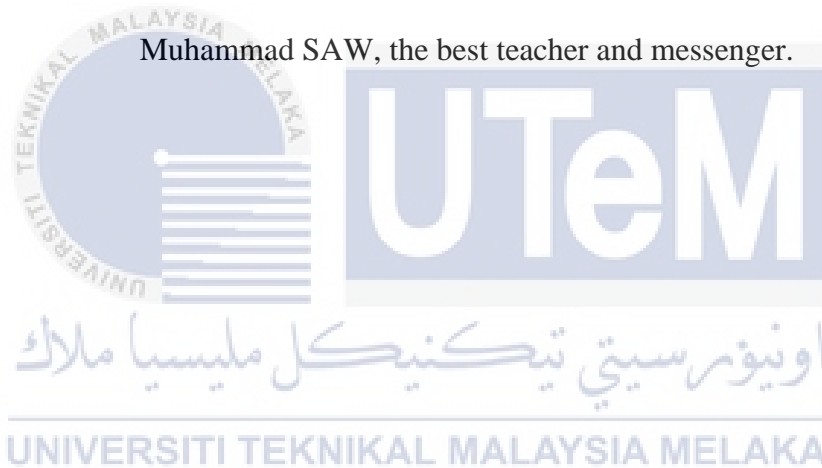 Muhammad SAW, the best teacher and messenger.
UNIVERSITI TEKNIKAL MALAYSIA MELAKA
UTeM
اونيۏرسيتي تيكنيكل مليسيا ملاك
UNIVERSITI TEKNIKAL MALAYSIA MELAKA